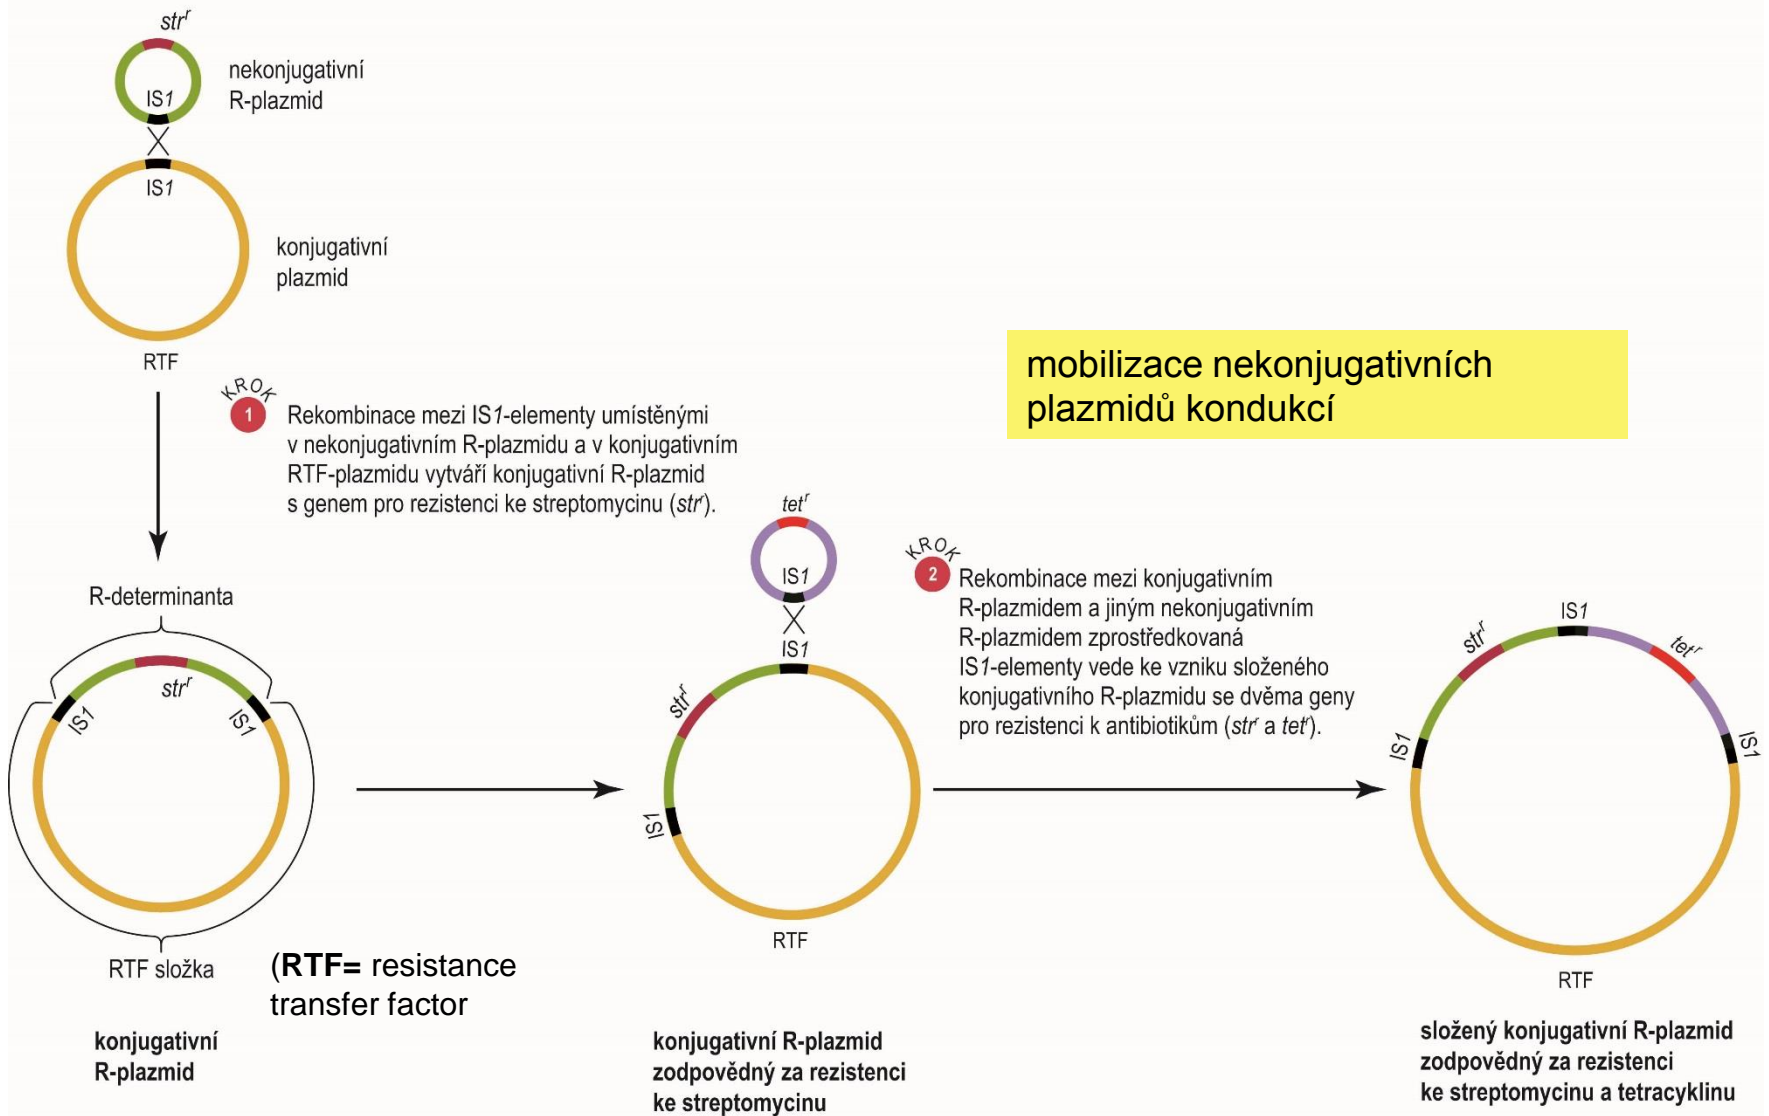 str^r
nekonjugativní
R-plazmid
IS1
IS1
konjugativní
plazmid
RTF
KROK
1
Rekombinace mezi IS1-elementy umístěnými
v nekonjugativním R-plazmidu a v konjugativním
RTF-plazmidu vytváří konjugativní R-plazmid
s genem pro rezistenci ke streptomycinu (str^r).
mobilizace nekonjugativních
plazmidů kondukcí
R-determinanta
str^r
IS1
IS1
RTF složka
(RTF= resistance
transfer factor
konjugativní
R-plazmid
tet^r
IS1
IS1
str^r
IS1
RTF
konjugativní R-plazmid
zodpovědný za rezistenci
ke streptomycinu
KROK
2
Rekombinace mezi konjugativním
R-plazmidem a jiným nekonjugativním
R-plazmidem zprostředkovaná
IS1-elementy vede ke vzniku složeného
konjugativního R-plazmidu se dvěma geny
pro rezistenci k antibiotikům (str^r a tet^r).
IS1
str^r
tet^r
IS1
IS1
RTF
složený konjugativní R-plazmid
zodpovědný za rezistenci
ke streptomycinu a tetracyklinu